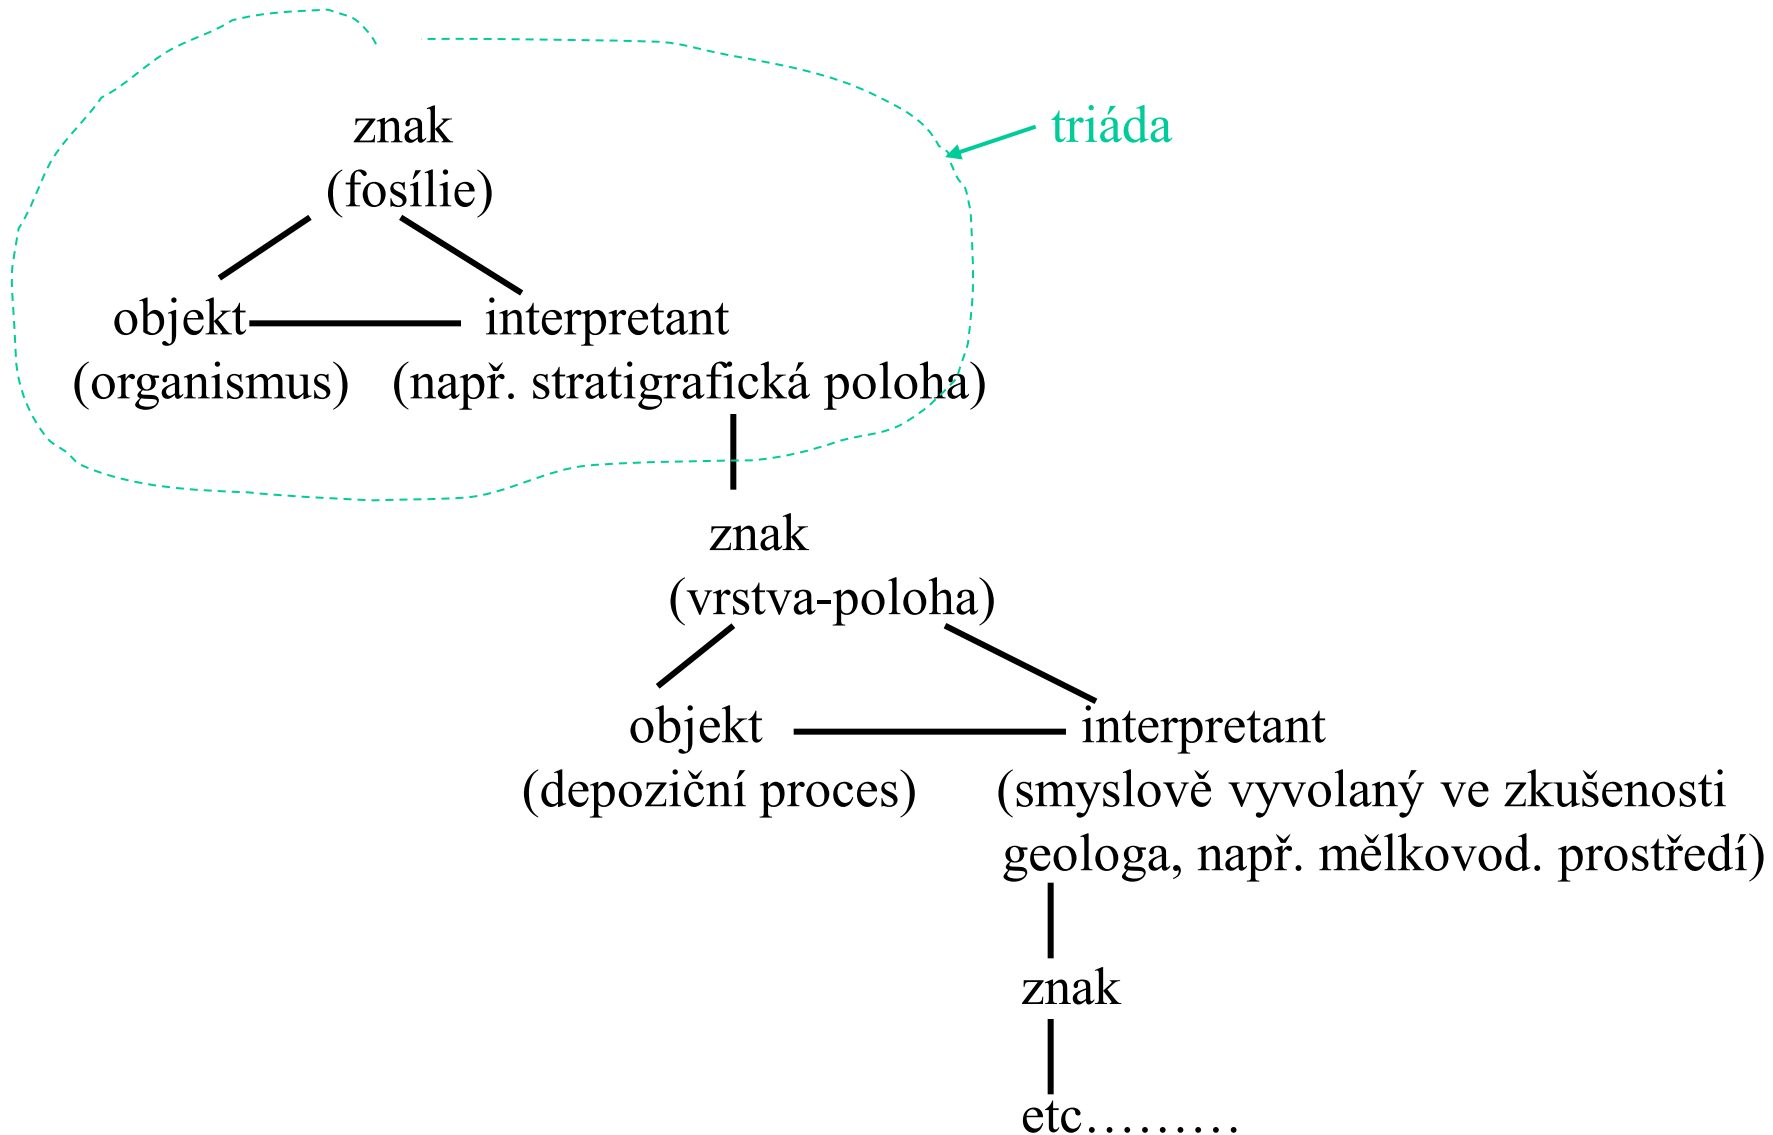 znak
triáda
(fosílie)
objekt
interpretant
(organismus)
(např. stratigrafická poloha)
znak
(vrstva-poloha)
objekt
interpretant
(depoziční proces)
(smyslově vyvolaný ve zkušenosti
geologa, např. mělkovod. prostředí)
znak
etc………